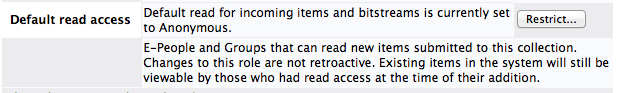 Default read access
Default read for incoming items and bitstreams is currently set
to Anonymous.
Restrict...
E-People and Groups that can read new items submitted to this collection.
Changes to this role are not retroactive. Existing items in the system will still be
viewable by those who had read access at the time of their addition.